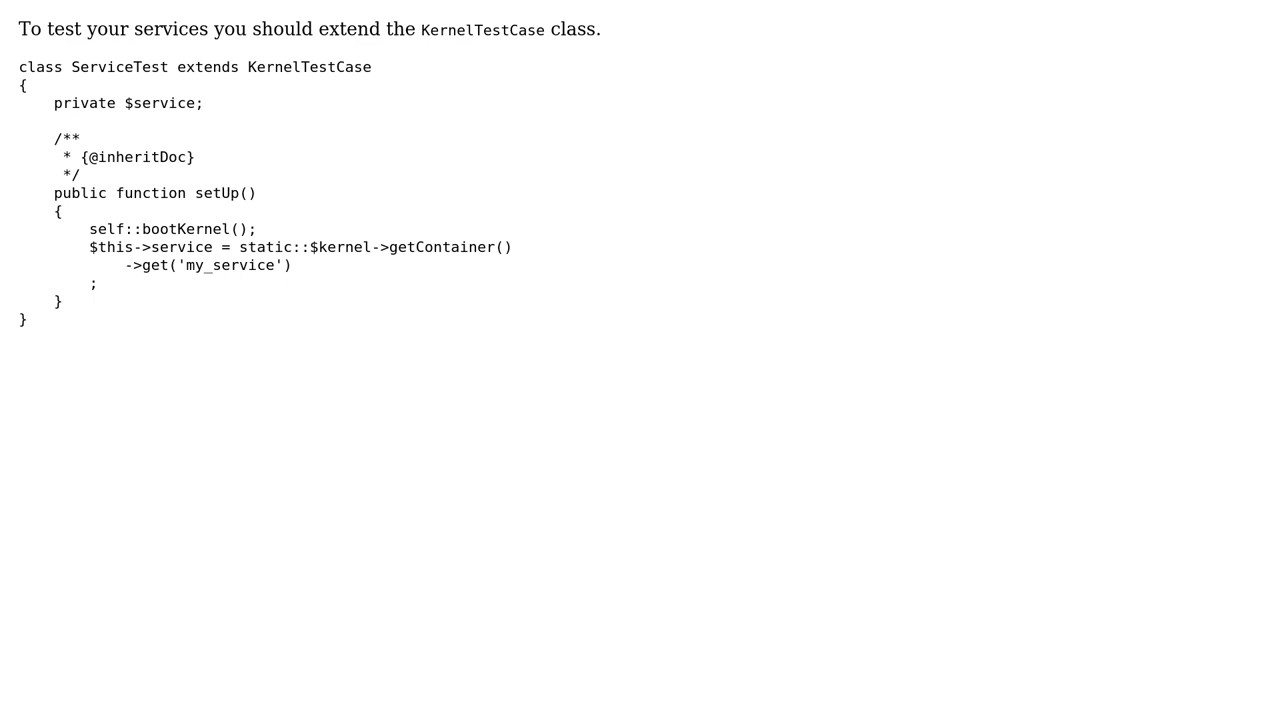 To test your services you should extend the KernelTestCase class.
class ServiceTest extends KernelTestCase
{
    private $service;

    /**
     * {@inheritDoc}
     */
    public function setUp()
    {
        self::bootKernel();
        $this->service = static::$kernel->getContainer()
            ->get('my_service')
        ;
    }
}